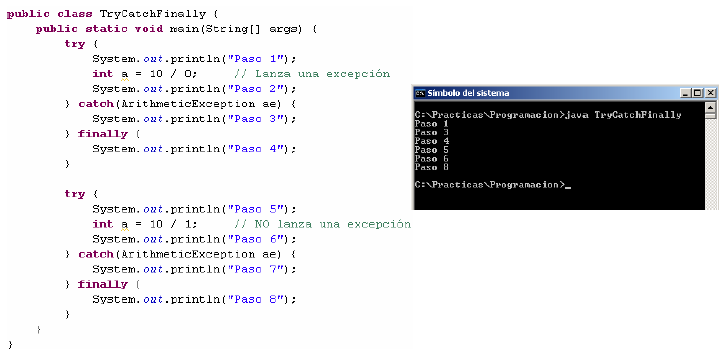 public class TryCatchFinally {
    public static void main(String[] args) {
        try {
            System.out.println("Paso 1");
            int a = 10 / 0;     // Lanza una excepción
            System.out.println("Paso 2");
        } catch(ArithmeticException ae) {
            System.out.println("Paso 3");
        } finally {
            System.out.println("Paso 4");
        }
        try {
            System.out.println("Paso 5");
            int a = 10 / 1;     // NO lanza una excepción
            System.out.println("Paso 6");
        } catch(ArithmeticException ae) {
            System.out.println("Paso 7");
        } finally {
            System.out.println("Paso 8");
        }
    }
}
Símbolo del sistema
C:\Practicas\Programacion>java TryCatchFinally
Paso 1
Paso 3
Paso 4
Paso 5
Paso 6
Paso 8
C:\Practicas\Programacion>_